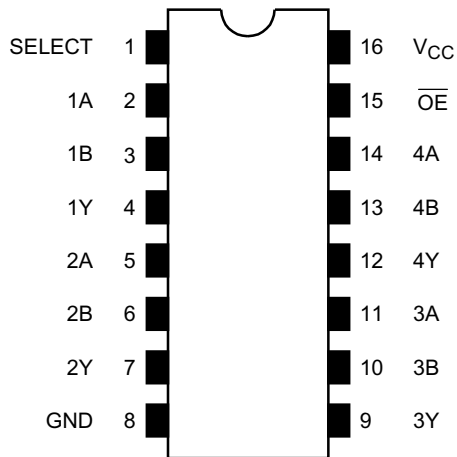 SELECT 1 16 VCC
1A 2 15 OE
1B 3 14 4A
1Y 4 13 4B
2A 5 12 4Y
2B 6 11 3A
2Y 7 10 3B
GND 8 9 3Y